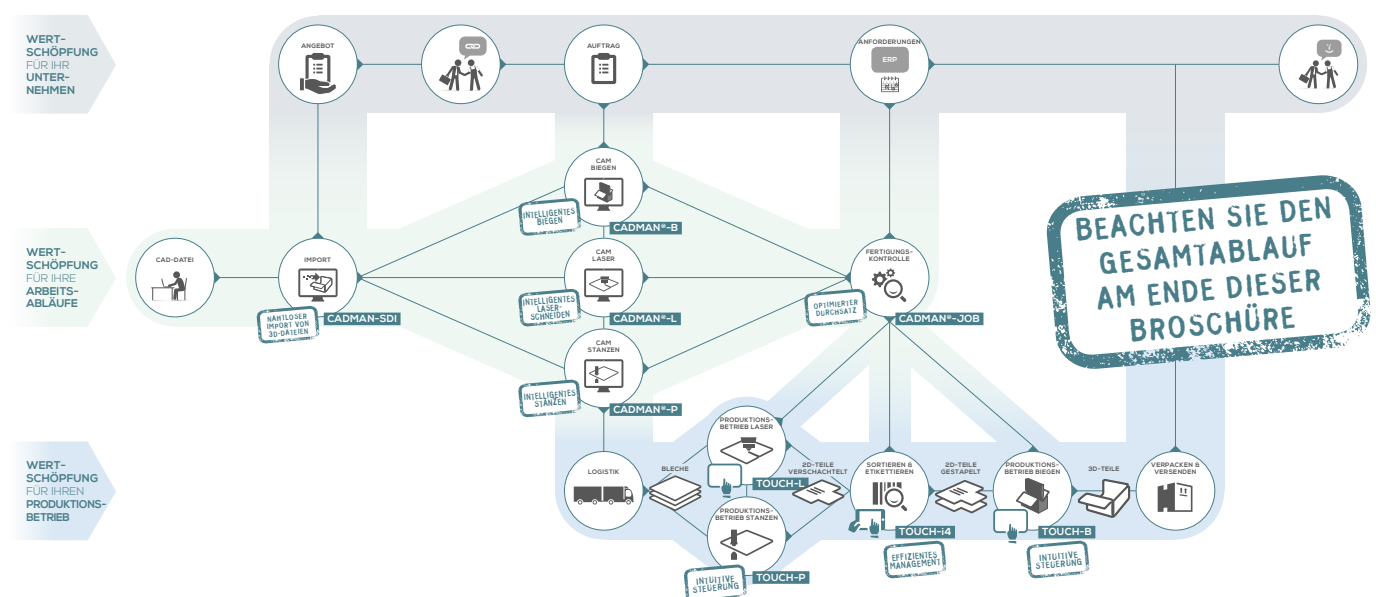 WERT-
SCHÖPFUNG
FÜR IHR
UNTER-
NEHMEN
ANGEBOT
AUFTRAG
ANFORDERUNGEN
ERP
CAM
BIEGEN
INTELLIGENTES
BIEGEN
CADMAN®-B
WERT-
SCHÖPFUNG
FÜR IHRE
ARBEITS-
ABLÄUFE
CAD-DATEI
IMPORT
NAHTLOSER
IMPORT VON
3D-DATEIEN
CADMAN-SDI
CAM
LASER
INTELLIGENTES
LASER-
SCHNEIDEN
CADMAN®-L
FERTIGUNGS-
KONTROLLE
OPTIMIERTER
DURCHSATZ
CADMAN®-JOB
CAM
STANZEN
INTELLIGENTES
STANZEN
CADMAN®-P
BEACHTEN SIE DEN
GESAMTABLAUF
AM ENDE DIESER
BROSCHÜRE
WERT-
SCHÖPFUNG
FÜR IHREN
PRODUKTIONS-
BETRIEB
LOGISTIK
BLECHE
PRODUKTIONS-
BETRIEB LASER
TOUCH-L
PRODUKTIONS-
BETRIEB STANZEN
TOUCH-P
INTUITIVE
STEUERUNG
2D-TEILE
VERSCHACHTELT
SORTIEREN &
ETIKETTIEREN
TOUCH-i4
EFFIZIENTES
MANAGEMENT
2D-TEILE
GESTAPELT
PRODUKTIONS-
BETRIEB BIEGEN
TOUCH-B
INTUITIVE
STEUERUNG
3D-TEILE
VERPACKEN &
VERSENDEN